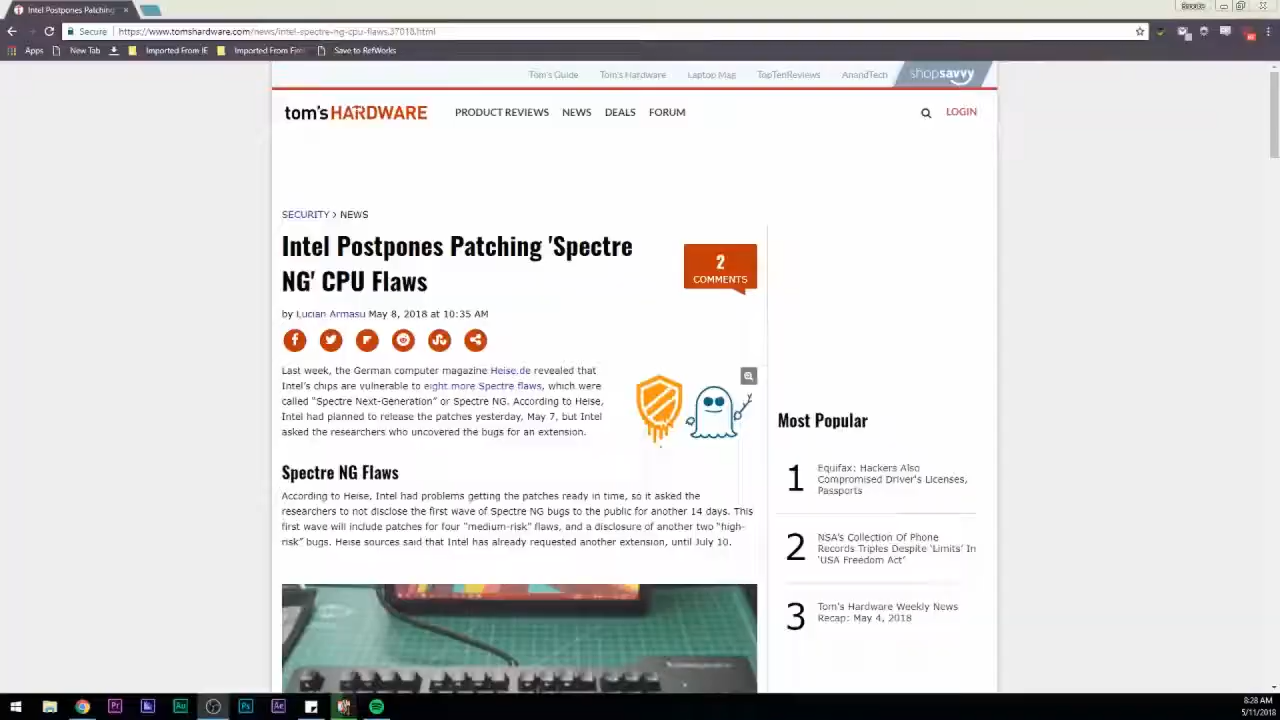 Intel Postpones Patching
Secure
https://www.tomshardware.com/news/intel-spectre-ng-cpu-flaws,37018.html
Apps
New Tab
Imported From IE
Imported From Fire
Save to RefWorks
Tom's Guide
Tom's Hardware
Laptop Mag
TopTenReviews
AnandTech
shopsavvy
tom's HARDWARE
PRODUCT REVIEWS
NEWS
DEALS
FORUM
LOGIN
SECURITY > NEWS
Intel Postpones Patching 'Spectre
NG' CPU Flaws
2
COMMENTS
by Lucian Armasu May 8, 2018 at 10:35 AM
Last week, the German computer magazine Heise.de revealed that
Intel's chips are vulnerable to eight more Spectre flaws, which were
called "Spectre Next-Generation" or Spectre NG. According to Heise,
Intel had planned to release the patches yesterday, May 7, but Intel
asked the researchers who uncovered the bugs for an extension.
Spectre NG Flaws
According to Heise, Intel had problems getting the patches ready in time, so it asked the
researchers to not disclose the first wave of Spectre NG bugs to the public for another 14 days. This
first wave will include patches for four "medium-risk" flaws, and a disclosure of another two "high-
risk" bugs. Heise sources said that Intel has already requested another extension, until July 10.
Most Popular
1
Equifax: Hackers Also
Compromised Driver's Licenses,
Passports
2
NSA's Collection Of Phone
Records Triples Despite 'Limits' In
'USA Freedom Act'
3
Tom's Hardware Weekly News
Recap: May 4, 2018
Pr
Au
Ps
Ae
8:28 AM
5/11/2018